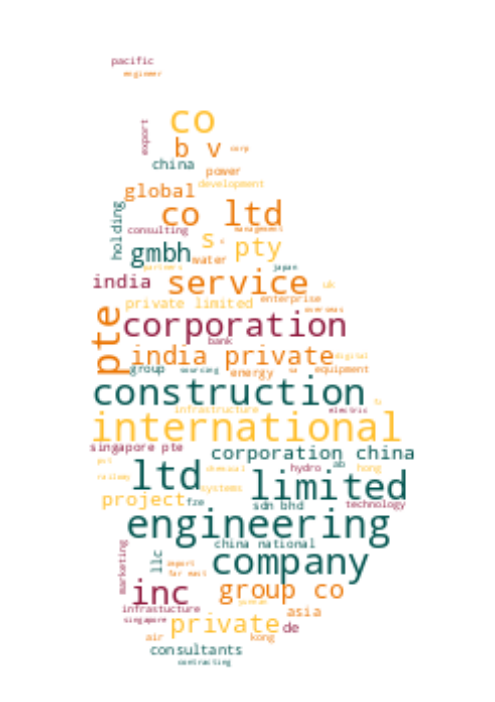 pacific
engineer
export
co
b v
corp
china
power
global
development
holding
co ltd
consulting
management
s.
pty
gmbh
water
partners
japan
india
service
uk
private limited
enterprise
overseas
pte
corporation
bank
india private
digital
group
sourcing
energy
sa
equipment
construction
infrastructure
electric
international
singapore pte
corporation china
pvt
ltd
chemical
hydro
ab
hong
railway
limited
systems
project
fze
sdn bhd
technology
engineering
china national
marketing
llc
import
far east
company
inc
group co
infrastucture
asia
singapore
private
de
air
kong
consultants
contracting